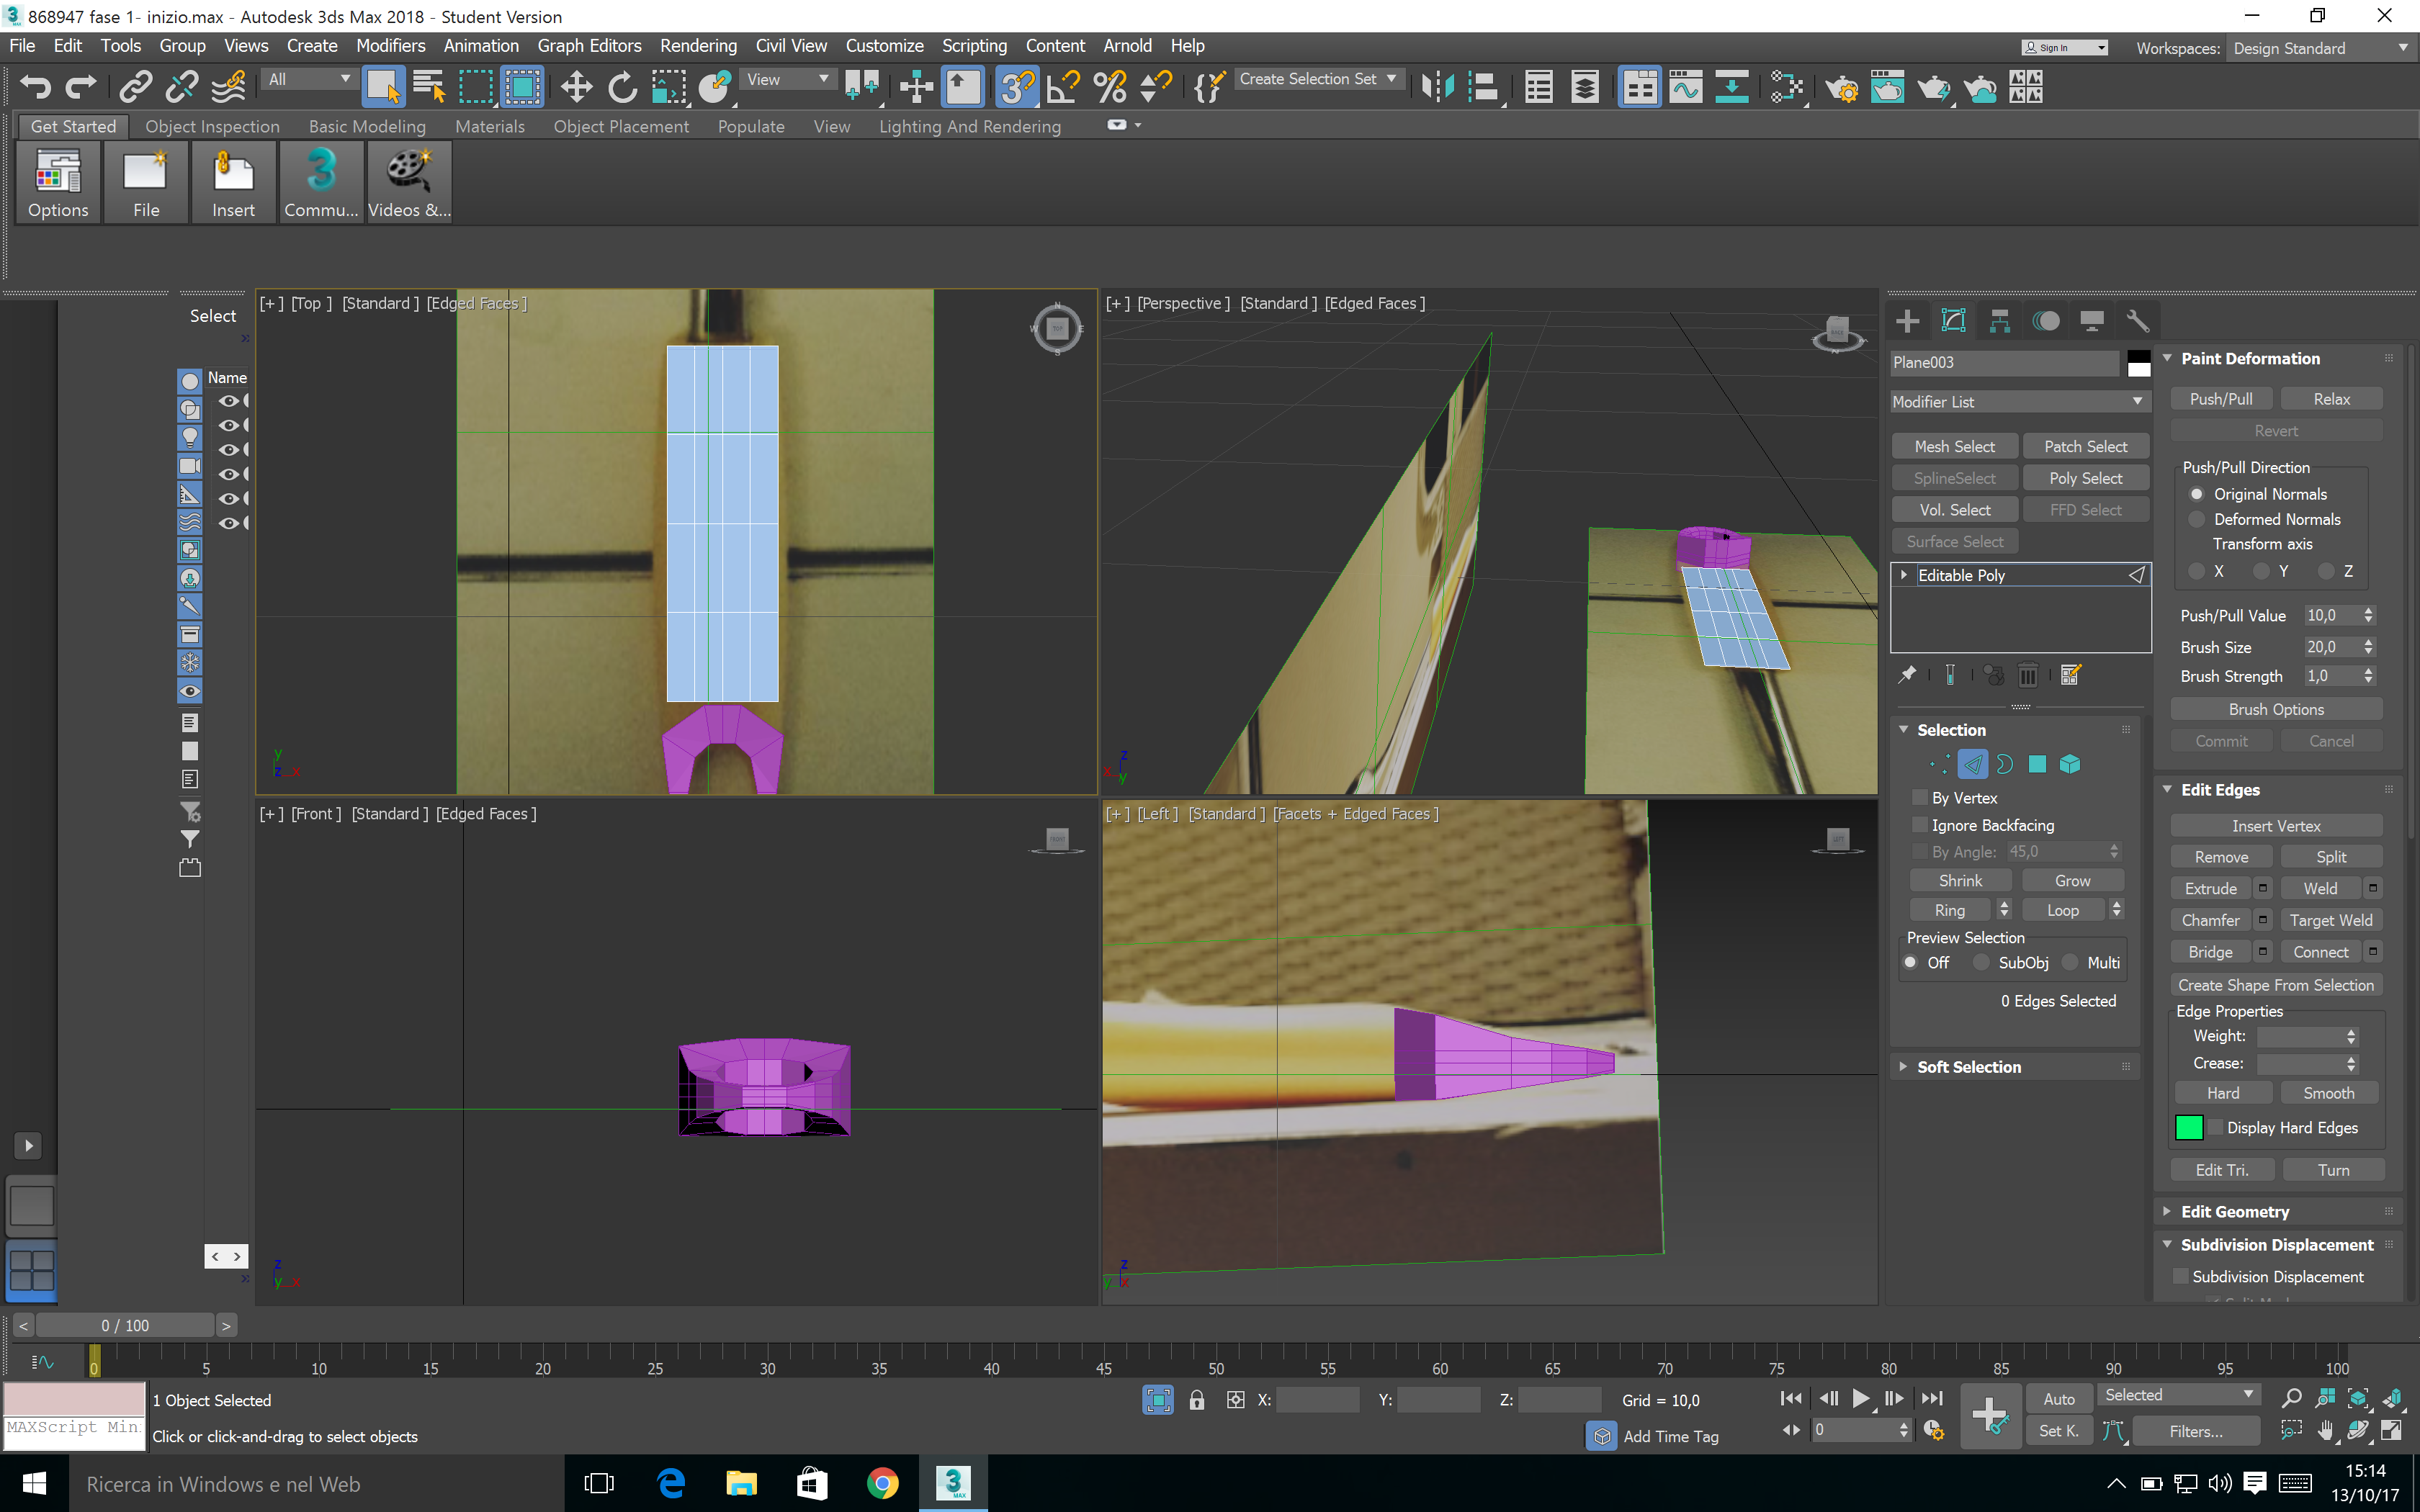 868947 fase 1- inizio.max - Autodesk 3ds Max 2018 - Student Version
File Edit Tools Group Views Create Modifiers Animation Graph Editors Rendering Civil View Customize Scripting Content Arnold Help
Sign In
Workspaces: Design Standard
All
View
Create Selection Set
Get Started Object Inspection Basic Modeling Materials Object Placement Populate View Lighting And Rendering
Options File Insert Commu... Videos &...
Select
Name
[+] [Top] [Standard] [Edged Faces]
[+] [Perspective] [Standard] [Edged Faces]
[+] [Front] [Standard] [Edged Faces]
[+] [Left] [Standard] [Facets + Edged Faces]
Plane003
Modifier List
Mesh Select Patch Select
SplineSelect Poly Select
Vol. Select FFD Select
Surface Select
Editable Poly
Selection
By Vertex
Ignore Backfacing
By Angle: 45,0
Shrink Grow
Ring Loop
Preview Selection
Off SubObj Multi
0 Edges Selected
Soft Selection
Paint Deformation
Push/Pull Relax
Revert
Push/Pull Direction
Original Normals
Deformed Normals
Transform axis
X Y Z
Push/Pull Value 10,0
Brush Size 20,0
Brush Strength 1,0
Brush Options
Commit Cancel
Edit Edges
Insert Vertex
Remove Split
Extrude Weld
Chamfer Target Weld
Bridge Connect
Create Shape From Selection
Edge Properties
Weight:
Crease:
Hard Smooth
Display Hard Edges
Edit Tri. Turn
Edit Geometry
Subdivision Displacement
Subdivision Displacement
0 / 100
0 5 10 15 20 25 30 35 40 45 50 55 60 65 70 75 80 85 90 95 100
1 Object Selected
X: Y: Z: Grid = 10,0
Auto Selected
MAXScript Min
Click or click-and-drag to select objects
Add Time Tag
0
Set K. Filters...
Ricerca in Windows e nel Web
15:14
13/10/17